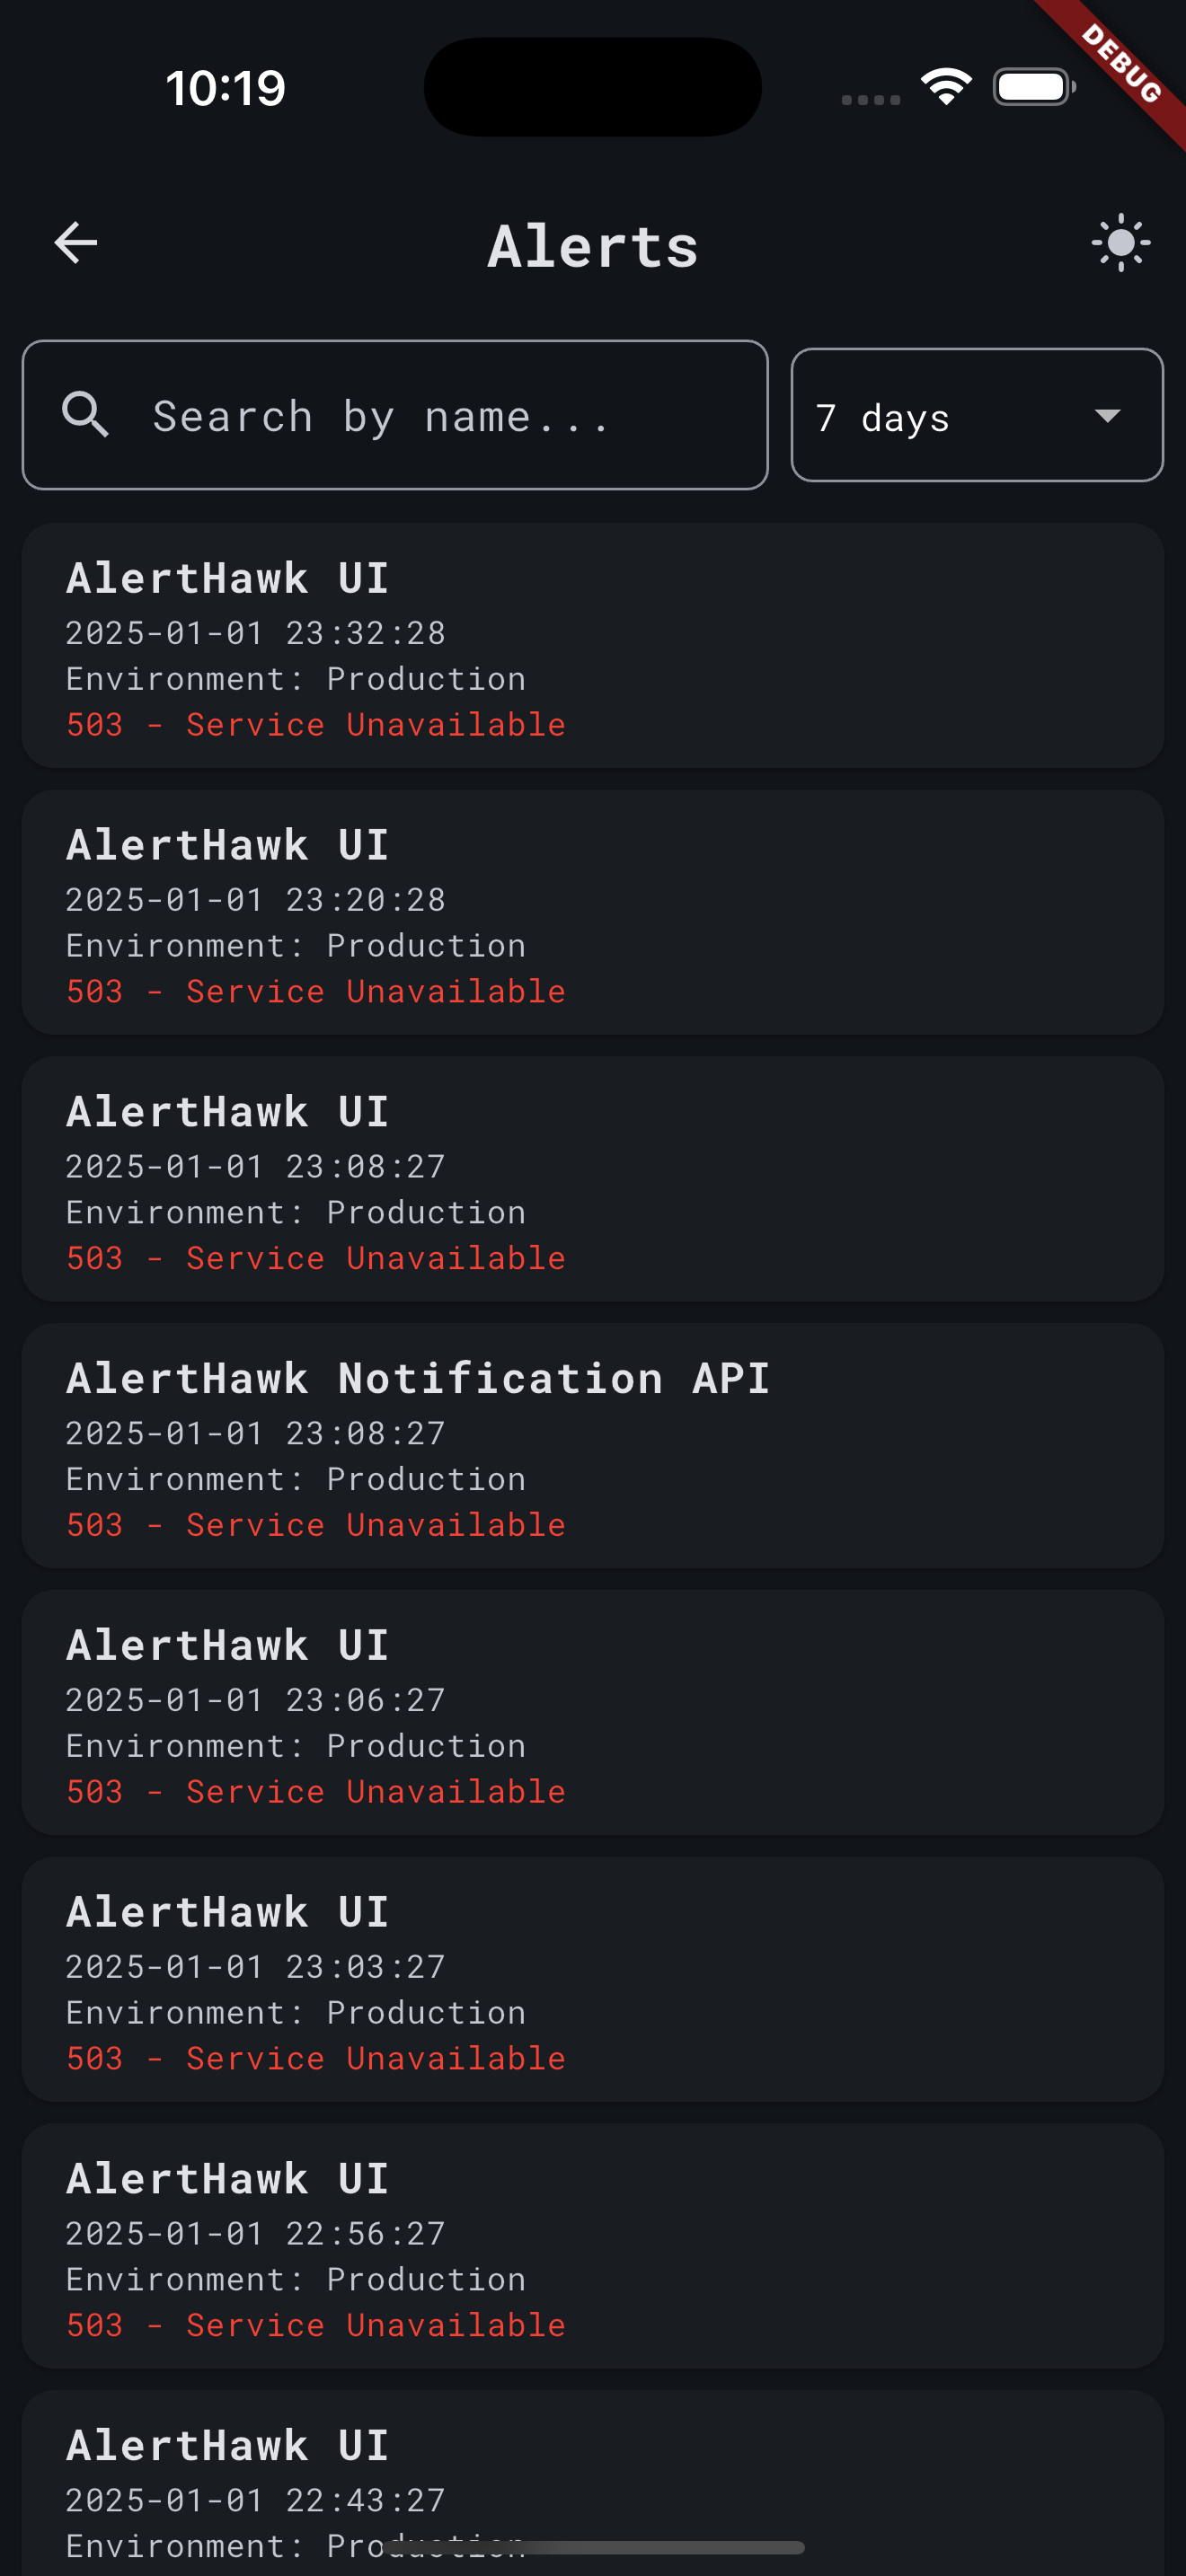 10:19
DEBUG
Alerts
Search by name...
7 days
AlertHawk UI
2025-01-01 23:32:28
Environment: Production
503 - Service Unavailable
AlertHawk UI
2025-01-01 23:20:28
Environment: Production
503 - Service Unavailable
AlertHawk UI
2025-01-01 23:08:27
Environment: Production
503 - Service Unavailable
AlertHawk Notification API
2025-01-01 23:08:27
Environment: Production
503 - Service Unavailable
AlertHawk UI
2025-01-01 23:06:27
Environment: Production
503 - Service Unavailable
AlertHawk UI
2025-01-01 23:03:27
Environment: Production
503 - Service Unavailable
AlertHawk UI
2025-01-01 22:56:27
Environment: Production
503 - Service Unavailable
AlertHawk UI
2025-01-01 22:43:27
Environment: Production